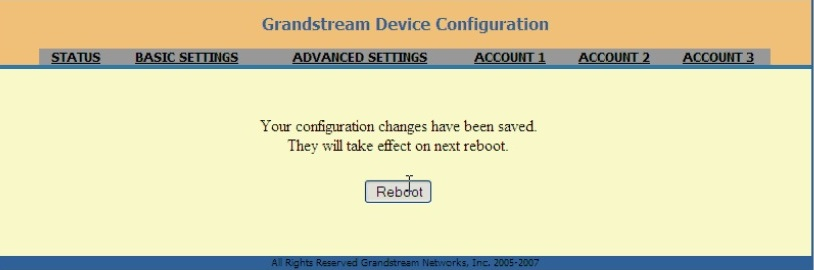 Grandstream Device Configuration
STATUS BASIC SETTINGS ADVANCED SETTINGS ACCOUNT 1 ACCOUNT 2 ACCOUNT 3
Your configuration changes have been saved.
They will take effect on next reboot.
Reboot
All Rights Reserved Grandstream Networks, Inc. 2005-2007